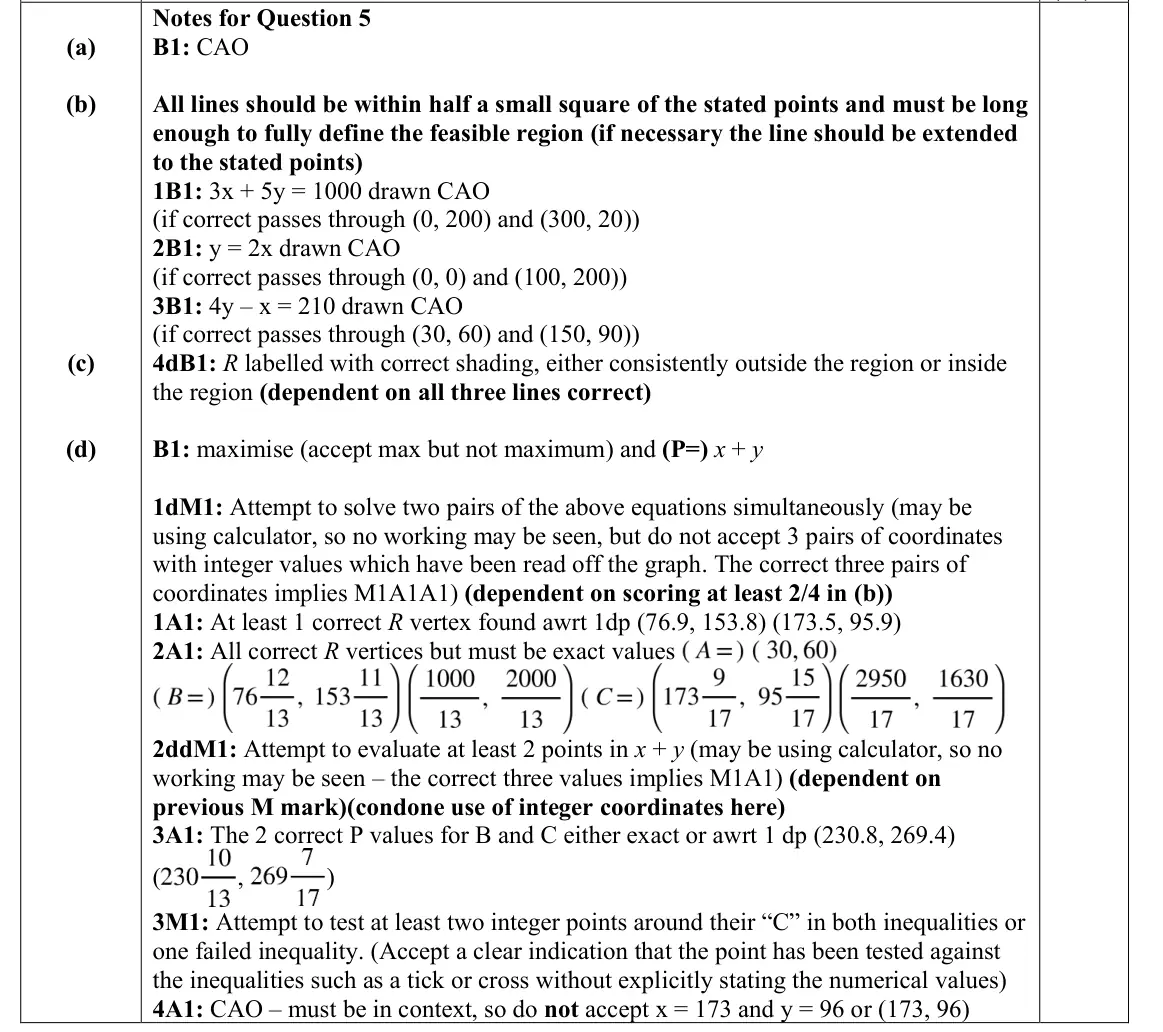 Notes for Question 5
(a) B1: CAO
(b) All lines should be within half a small square of the stated points and must be long
enough to fully define the feasible region (if necessary the line should be extended
to the stated points)
1B1: 3x + 5y = 1000 drawn CAO
(if correct passes through (0, 200) and (300, 20))
2B1: y = 2x drawn CAO
(if correct passes through (0, 0) and (100, 200))
3B1: 4y – x = 210 drawn CAO
(if correct passes through (30, 60) and (150, 90))
(c) 4dB1: R labelled with correct shading, either consistently outside the region or inside
the region (dependent on all three lines correct)
(d) B1: maximise (accept max but not maximum) and (P=) x + y
1dM1: Attempt to solve two pairs of the above equations simultaneously (may be
using calculator, so no working may be seen, but do not accept 3 pairs of coordinates
with integer values which have been read off the graph. The correct three pairs of
coordinates implies M1A1A1) (dependent on scoring at least 2/4 in (b))
1A1: At least 1 correct R vertex found awrt 1dp (76.9, 153.8) (173.5, 95.9)
2A1: All correct R vertices but must be exact values ( A = ) ( 30, 60)
( B = ) (76 12/13, 153 11/13) (1000/13, 2000/13) ( C = ) (173 9/17, 95 15/17) (2950/17, 1630/17)
2ddM1: Attempt to evaluate at least 2 points in x + y (may be using calculator, so no
working may be seen – the correct three values implies M1A1) (dependent on
previous M mark)(condone use of integer coordinates here)
3A1: The 2 correct P values for B and C either exact or awrt 1 dp (230.8, 269.4)
(230 10/13, 269 7/17)
3M1: Attempt to test at least two integer points around their “C” in both inequalities or
one failed inequality. (Accept a clear indication that the point has been tested against
the inequalities such as a tick or cross without explicitly stating the numerical values)
4A1: CAO – must be in context, so do not accept x = 173 and y = 96 or (173, 96)